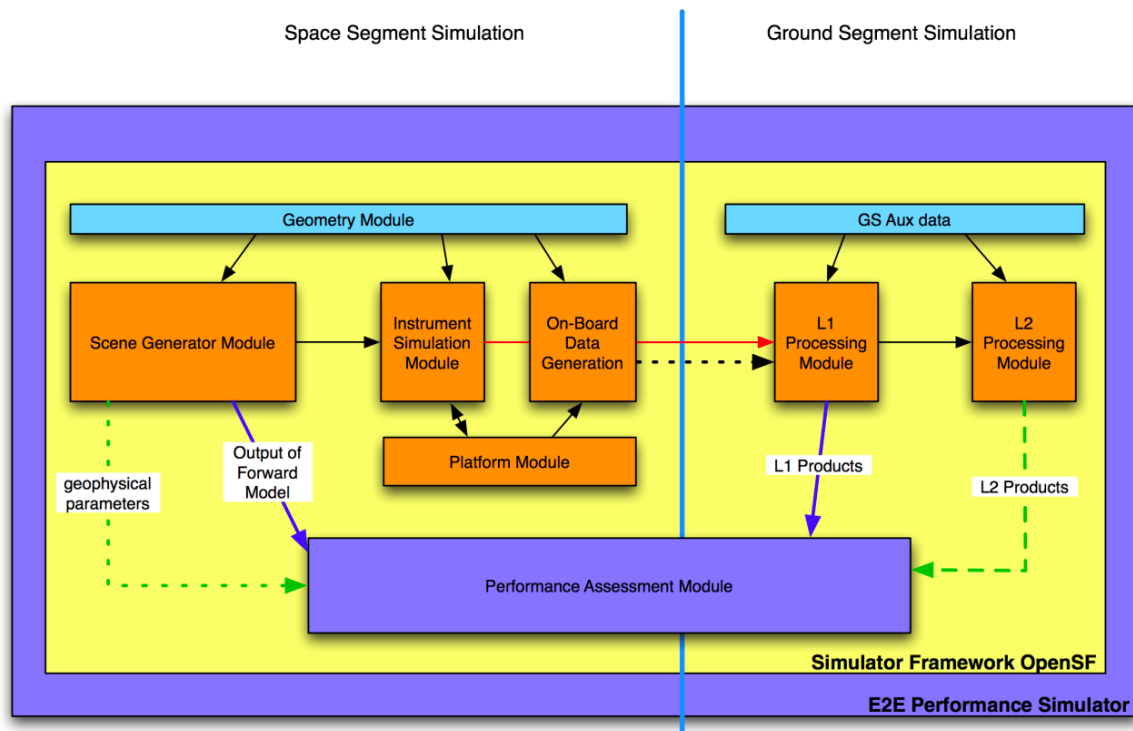 Space Segment Simulation
Ground Segment Simulation
Geometry Module
GS Aux data
Scene Generator Module
Instrument
Simulation
Module
On-Board
Data
Generation
L1
Processing
Module
L2
Processing
Module
Platform Module
geophysical
parameters
Output of
Forward
Model
L1 Products
L2 Products
Performance Assessment Module
Simulator Framework OpenSF
E2E Performance Simulator